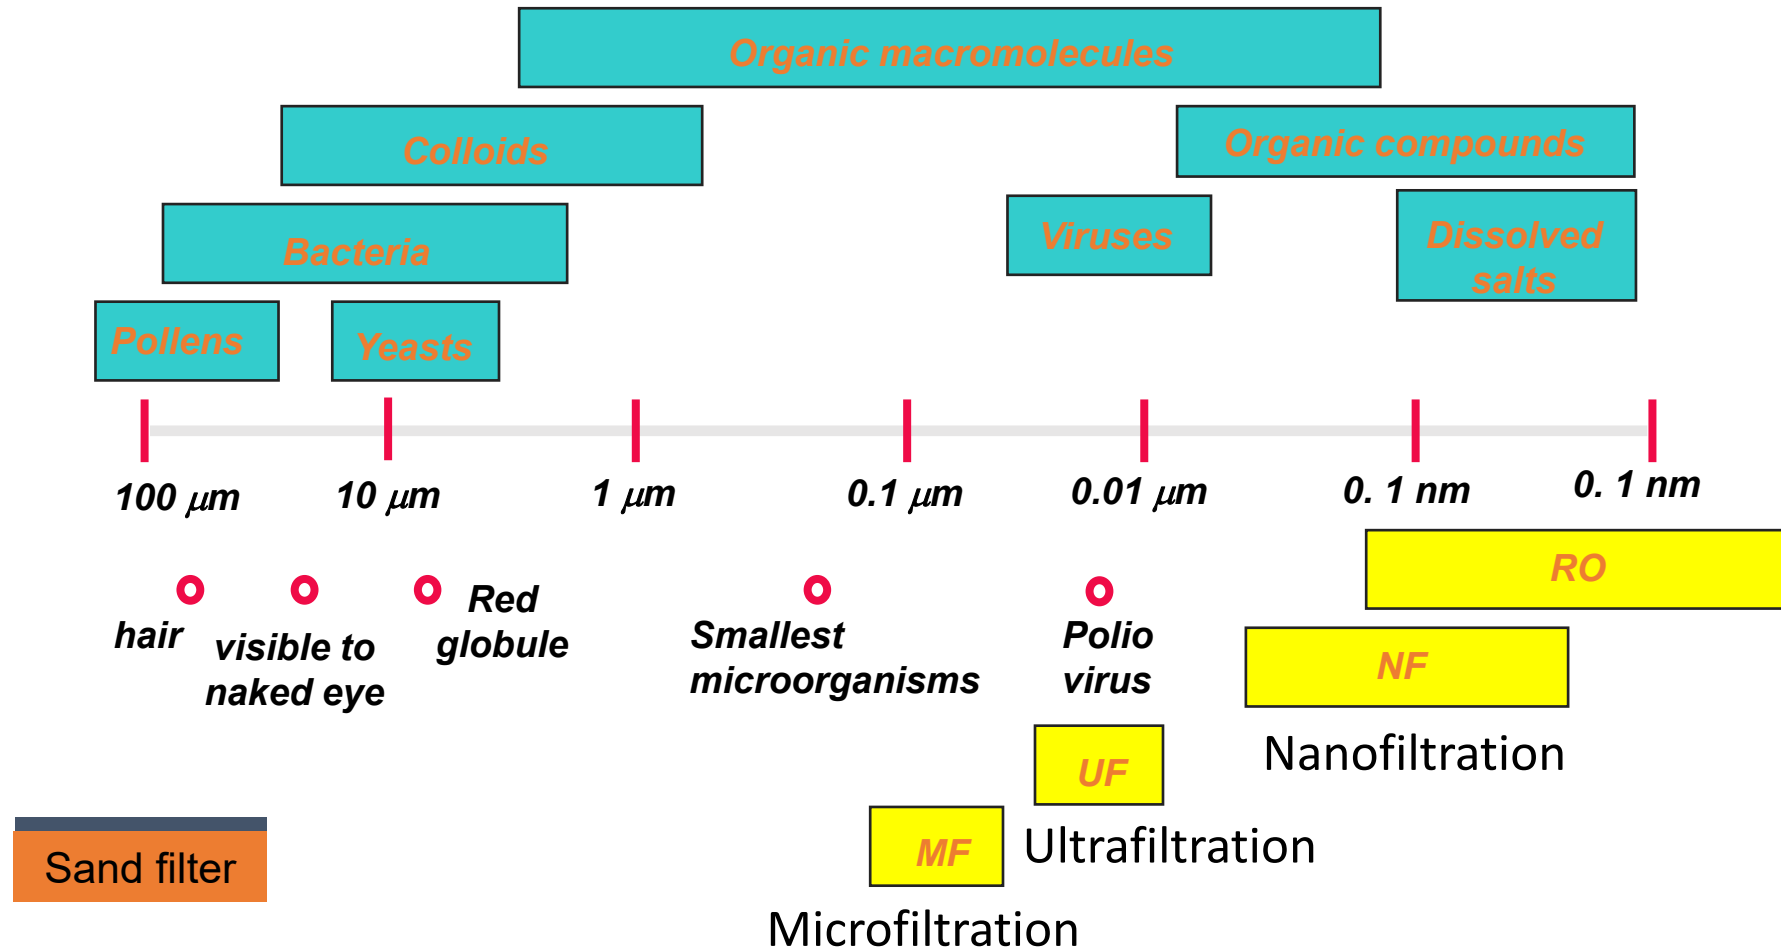 Organic macromolecules
Colloids
Organic compounds
Bacteria
Viruses
Dissolved
salts
Pollens
Yeasts
100 μm
10 μm
1 μm
0.1 μm
0.01 μm
0. 1 nm
0. 1 nm
RO
hair
visible to
naked eye
Red
globule
Smallest
microorganisms
Polio
virus
NF
Nanofiltration
UF
Ultrafiltration
MF
Microfiltration
Sand filter